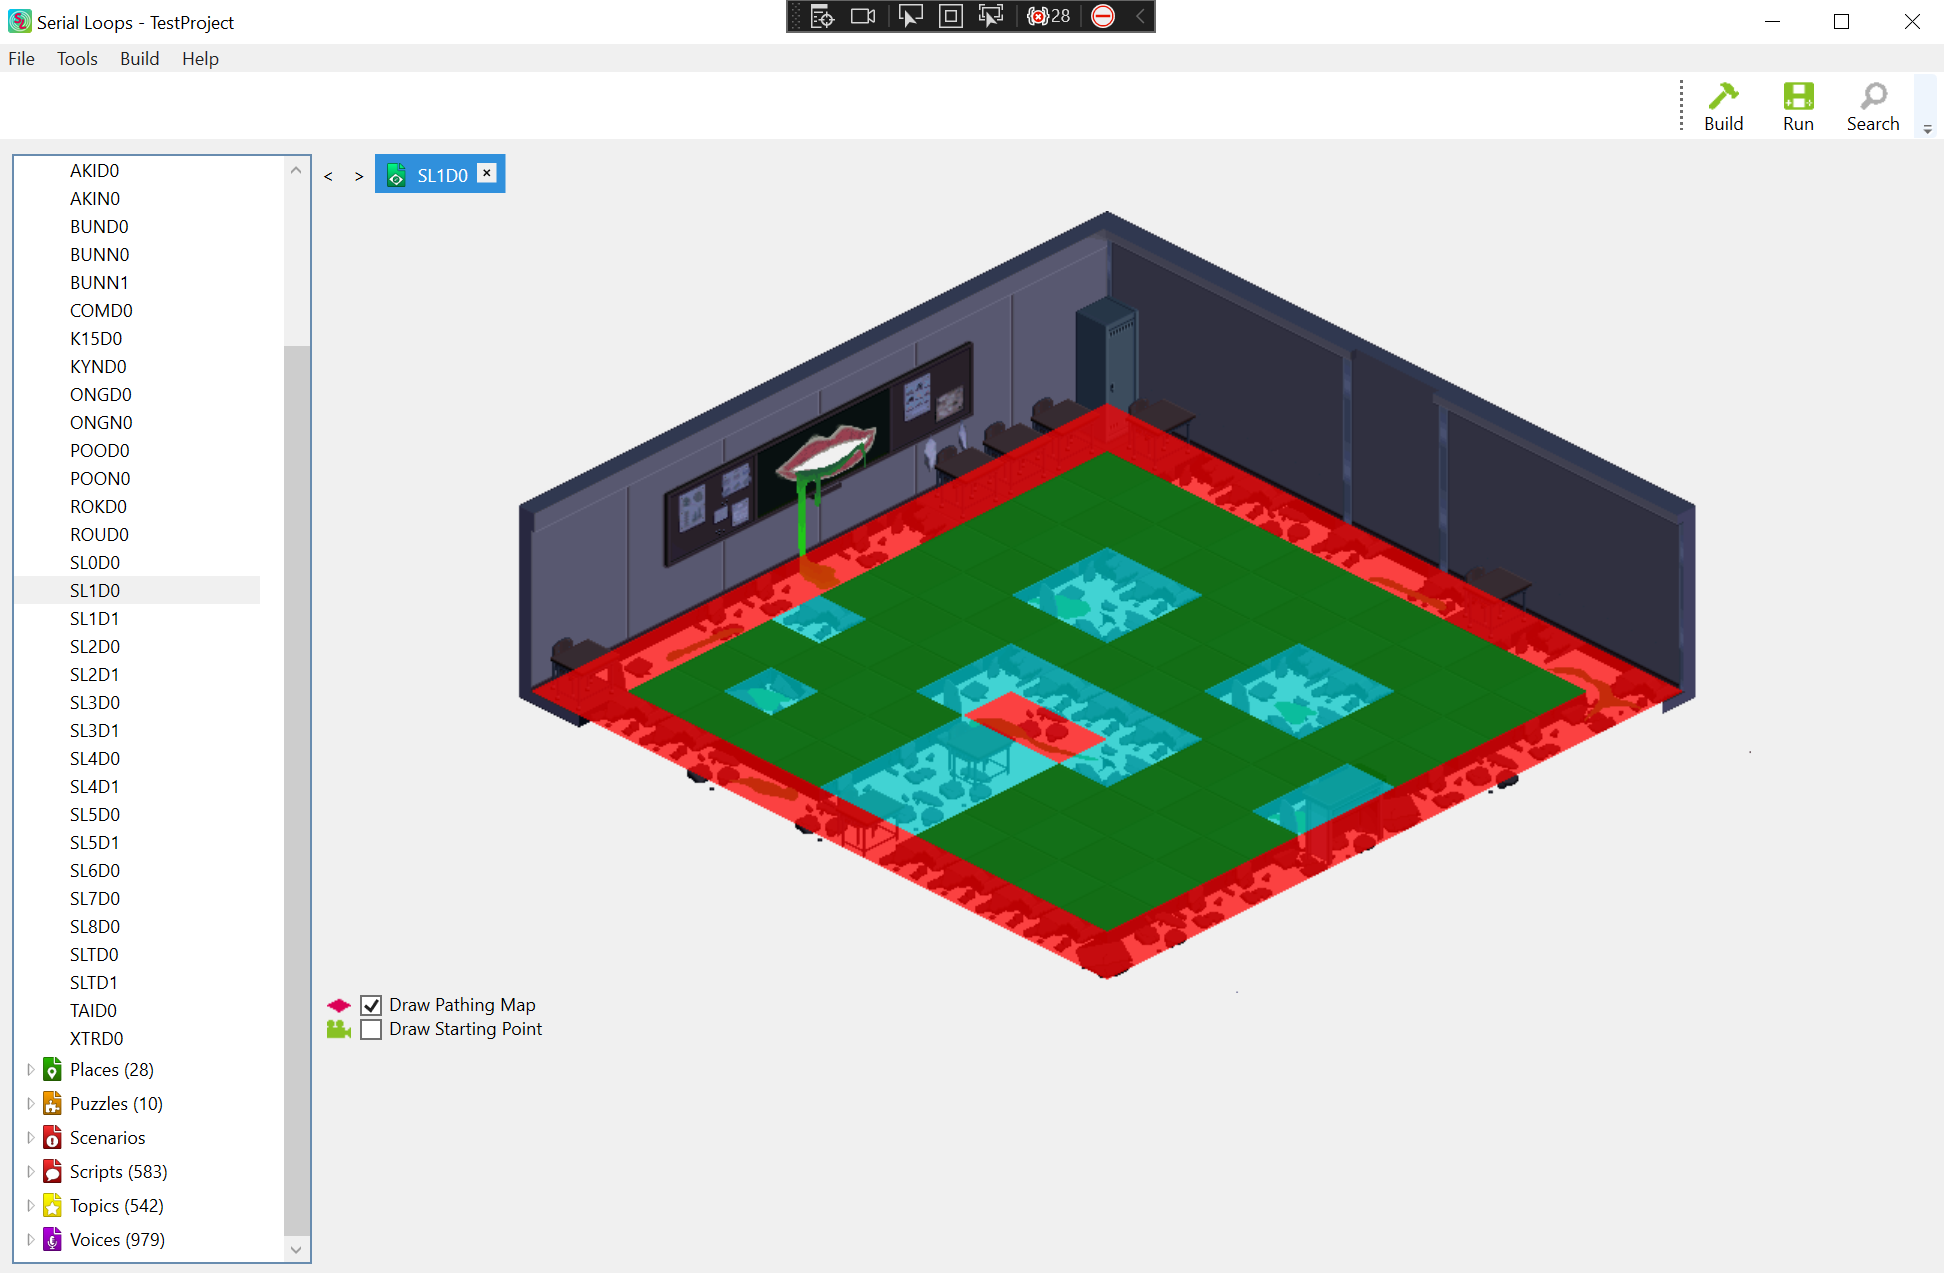 Serial Loops - TestProject
28
File Tools Build Help
Build Run Search
AKID0
AKIN0
BUND0
BUNN0
BUNN1
COMD0
K15D0
KYND0
ONGD0
ONGN0
POOD0
POON0
ROKD0
ROUD0
SL0D0
SL1D0
SL1D1
SL2D0
SL2D1
SL3D0
SL3D1
SL4D0
SL4D1
SL5D0
SL5D1
SL6D0
SL7D0
SL8D0
SLTD0
SLTD1
TAID0
XTRD0
Places (28)
Puzzles (10)
Scenarios
Scripts (583)
Topics (542)
Voices (979)
< > SL1D0
Draw Pathing Map
Draw Starting Point